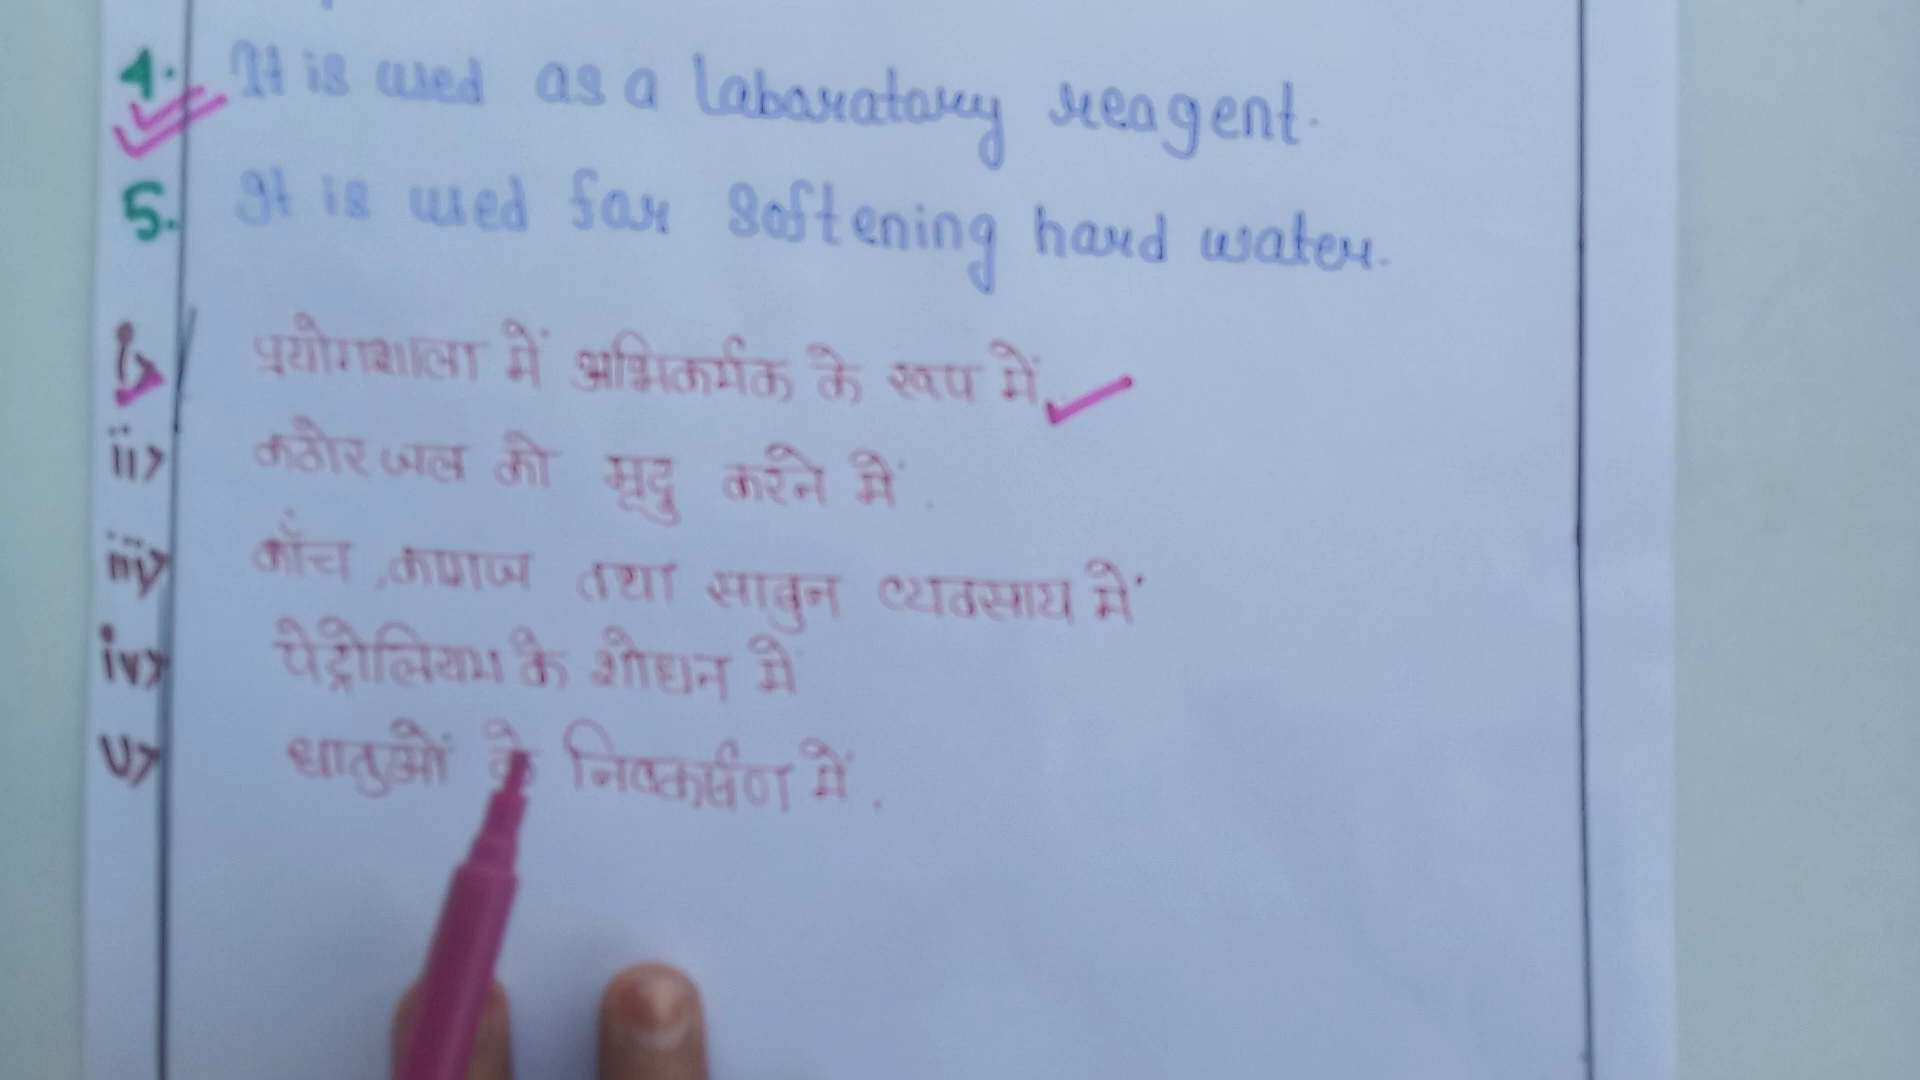 4. It is used as a laboratory reagent.
5. It is used for softening hard water.
i> प्रयोगशाला में अभिकर्मक के रूप में
ii> कठोर जल को मृदु करने में.
iii> काँच, कागज तथा साबुन व्यवसाय में
iv> पेट्रोलियम के शोधन में
v> धातुओं के निष्कर्षण में.